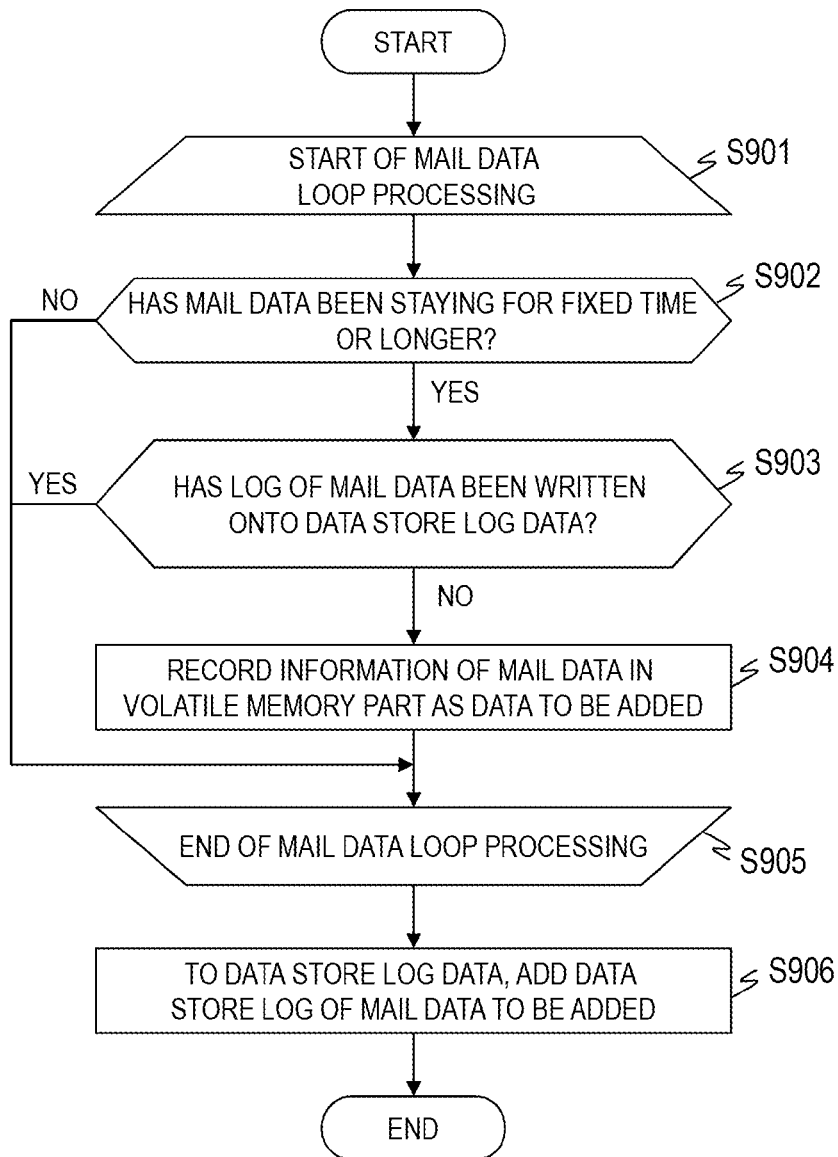 START
START OF MAIL DATA
LOOP PROCESSING
S901
HAS MAIL DATA BEEN STAYING FOR FIXED TIME
OR LONGER?
S902
NO
YES
HAS LOG OF MAIL DATA BEEN WRITTEN
ONTO DATA STORE LOG DATA?
S903
YES
NO
RECORD INFORMATION OF MAIL DATA IN
VOLATILE MEMORY PART AS DATA TO BE ADDED
S904
END OF MAIL DATA LOOP PROCESSING
S905
TO DATA STORE LOG DATA, ADD DATA
STORE LOG OF MAIL DATA TO BE ADDED
S906
END